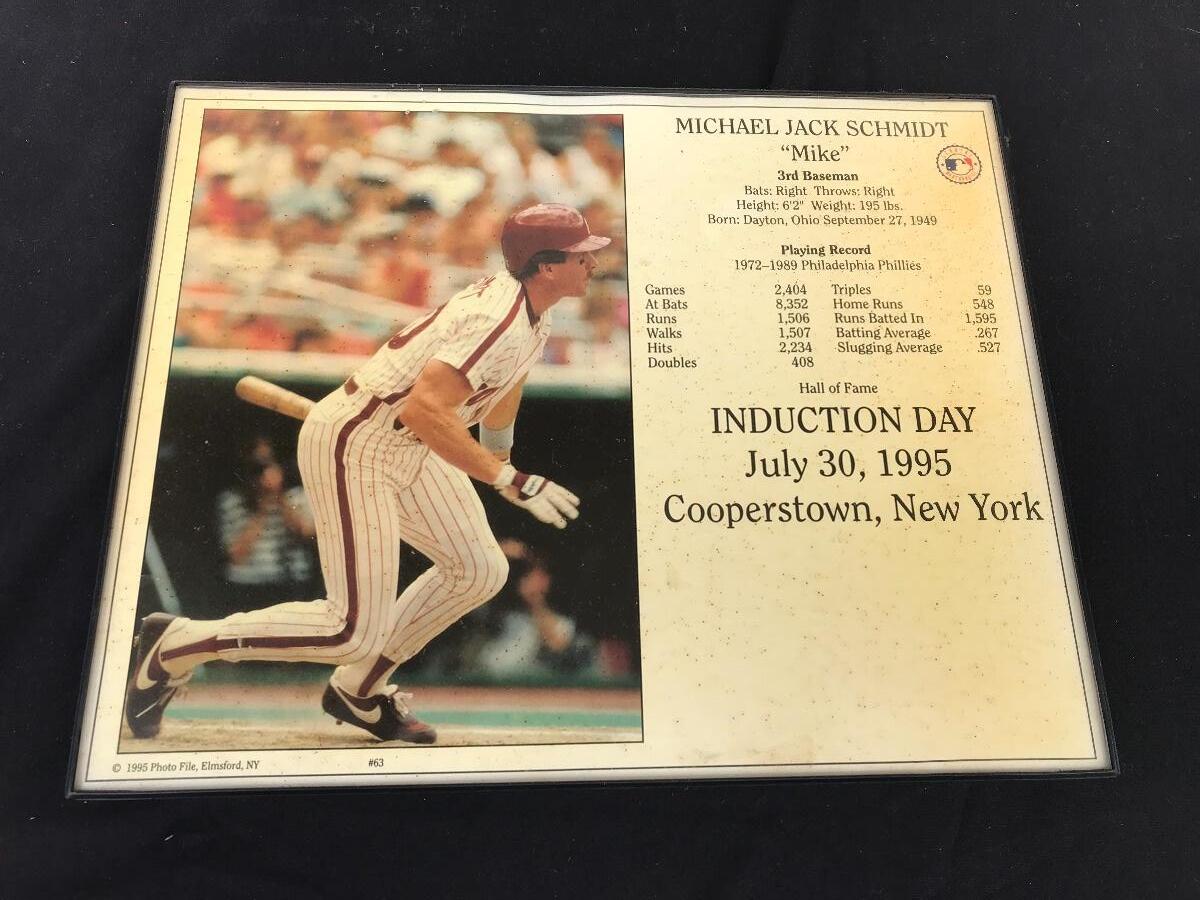 MICHAEL JACK SCHMIDT
“Mike”
3rd Baseman
Bats: Right Throws: Right
Height: 6'2" Weight: 195 lbs.
Born: Dayton, Ohio September 27, 1949
Playing Record
1972–1989 Philadelphia Phillies
Games 2,404 Triples 59
At Bats 8,352 Home Runs 548
Runs 1,506 Runs Batted In 1,595
Walks 1,507 Batting Average .267
Hits 2,234 Slugging Average .527
Doubles 408
Hall of Fame
INDUCTION DAY
July 30, 1995
Cooperstown, New York
© 1995 Photo File, Elmsford, NY #63